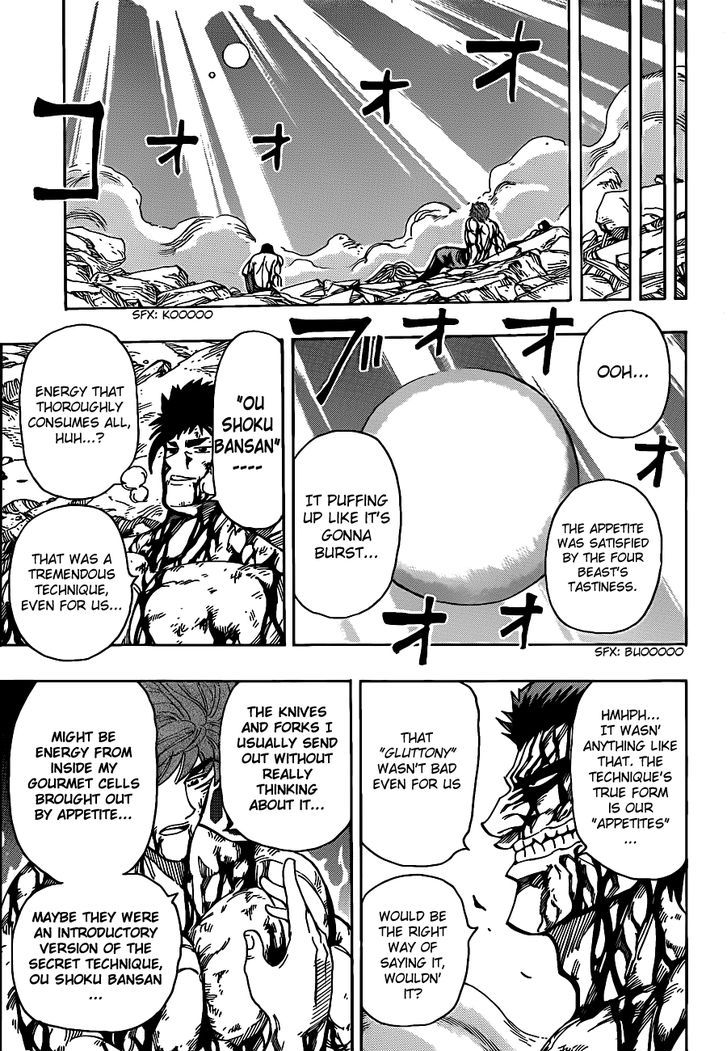 コオオオオ
SFX: KOOOOO
OOH...
THE APPETITE
WAS SATISFIED
BY THE FOUR
BEAST'S
TASTINESS.
IT PUFFING
UP LIKE IT'S
GONNA
BURST...
ブオオオオオ
SFX: BUOOOOO
"OU
SHOKU
BANSAN"
----
ENERGY THAT
THOROUGHLY
CONSUMES ALL,
HUH...?
THAT WAS A
TREMENDOUS
TECHNIQUE,
EVEN FOR US...
HMHPH...
IT WASN'
ANYTHING LIKE
THAT. THE
TECHNIQUE'S
TRUE FORM
IS OUR
"APPETITES"
...
THAT
"GLUTTONY"
WASN'T BAD
EVEN FOR US
WOULD BE
THE RIGHT
WAY OF
SAYING IT,
WOULDN'
IT?
THE KNIVES
AND FORKS I
USUALLY SEND
OUT WITHOUT
REALLY
THINKING
ABOUT IT...
MIGHT BE
ENERGY FROM
INSIDE MY
GOURMET CELLS
BROUGHT OUT
BY APPETITE...
MAYBE THEY WERE
AN INTRODUCTORY
VERSION OF THE
SECRET TECHNIQUE,
OU SHOKU BANSAN
...